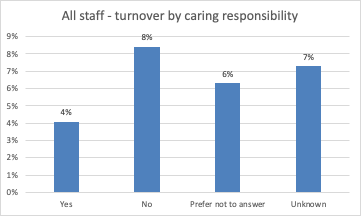 All staff - turnover by caring responsibility
9%
8%
7%
6%
5%
4%
3%
2%
1%
0%
4%
8%
6%
7%
Yes
No
Prefer not to answer
Unknown